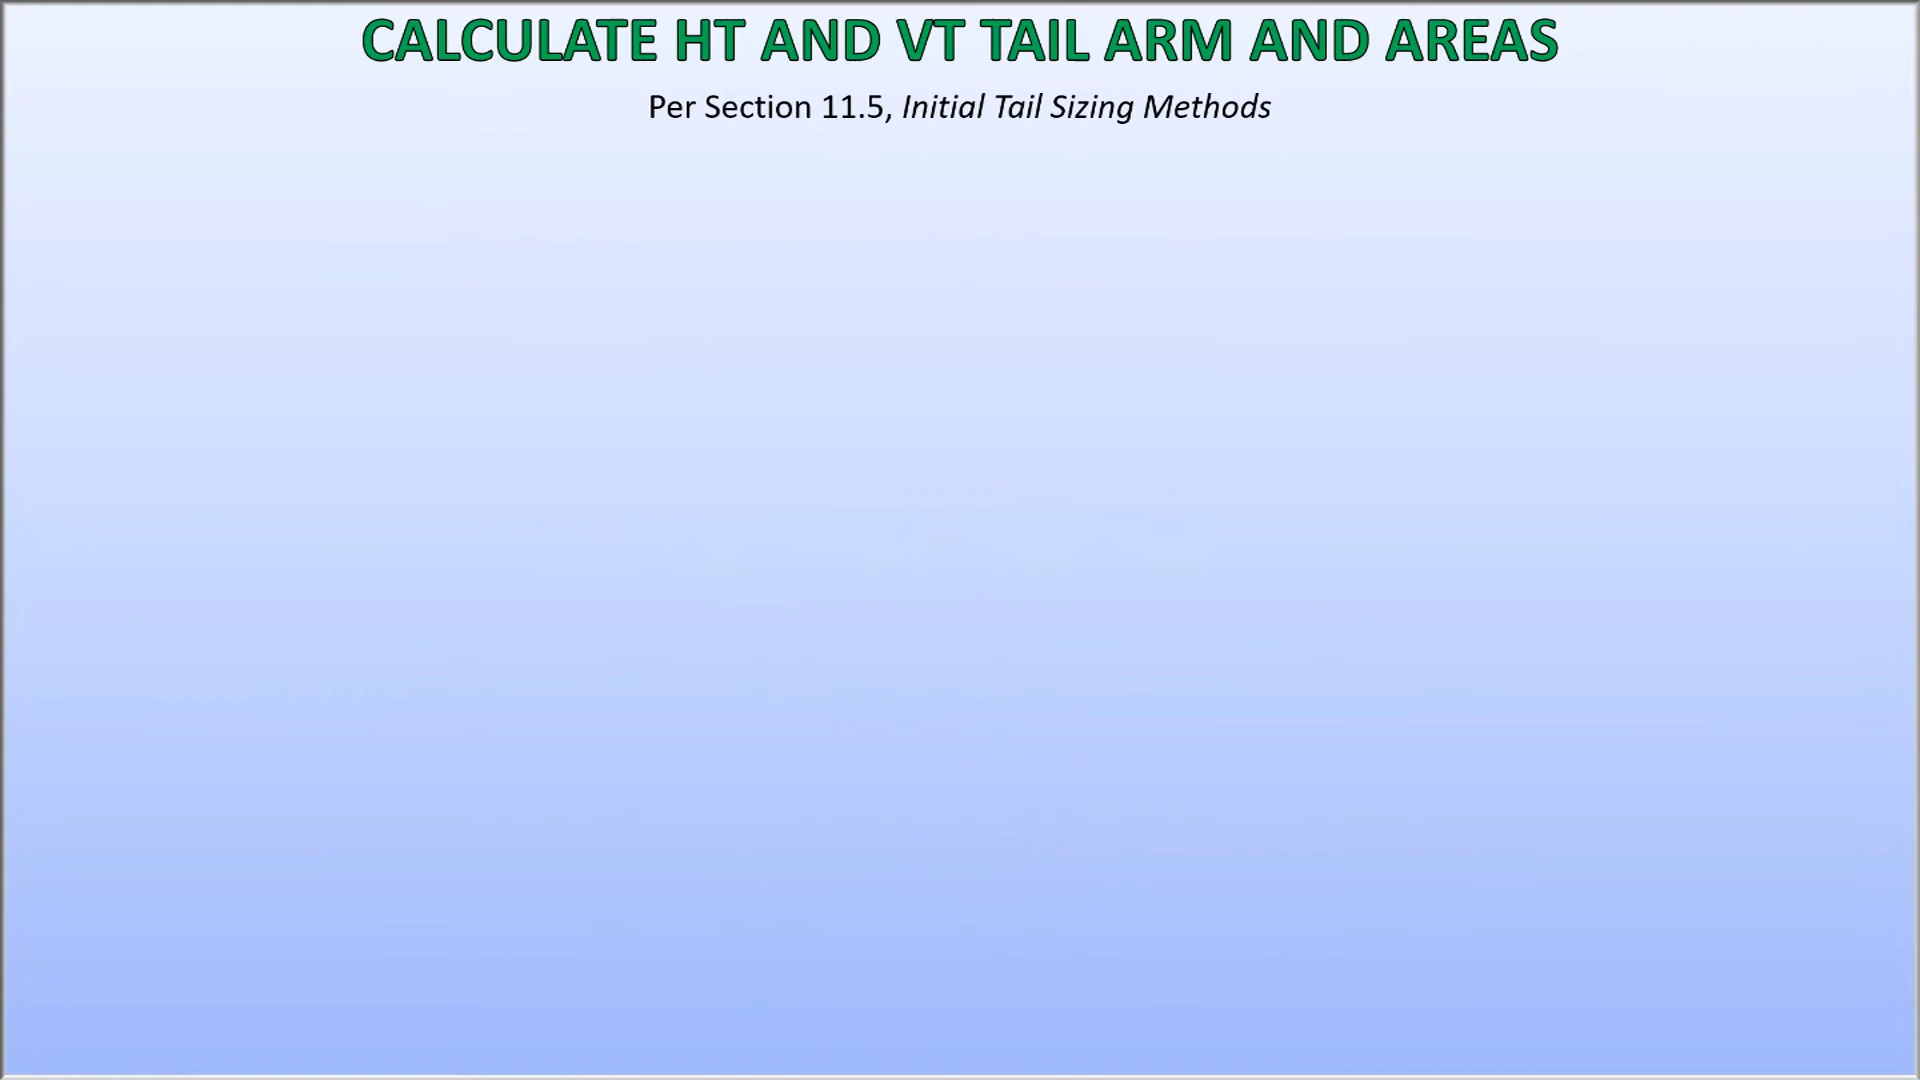 CALCULATE HT AND VT TAIL ARM AND AREAS
Per Section 11.5, Initial Tail Sizing Methods